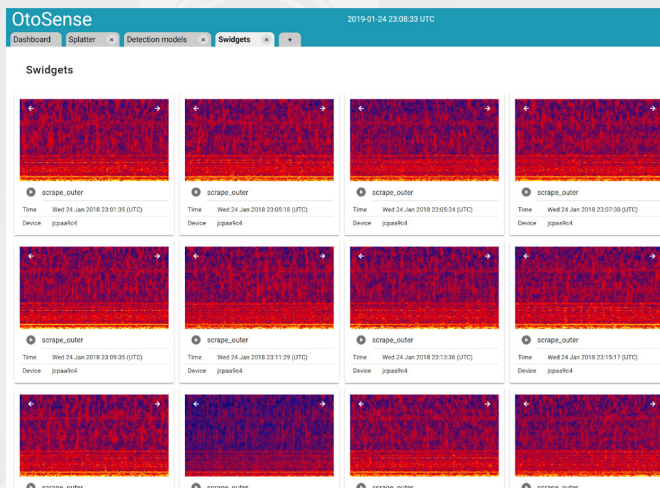 OtoSense
2019-01-24 23:08:33 UTC
Dashboard Splatter × Detection models × Swidgets × +
Swidgets
scrape_outer scrape_outer scrape_outer scrape_outer
Time Wed 24 Jan 2018 23:01:35 (UTC) Time Wed 24 Jan 2018 23:05:18 (UTC) Time Wed 24 Jan 2018 23:05:24 (UTC) Time Wed 24 Jan 2018 23:07:30 (UTC)
Device jcpaa9c4 Device jcpaa9c4 Device jcpaa9c4 Device jcpaa9c4
scrape_outer scrape_outer scrape_outer scrape_outer
Time Wed 24 Jan 2018 23:09:35 (UTC) Time Wed 24 Jan 2018 23:11:29 (UTC) Time Wed 24 Jan 2018 23:13:36 (UTC) Time Wed 24 Jan 2018 23:15:17 (UTC)
Device jcpaa9c4 Device jcpaa9c4 Device jcpaa9c4 Device jcpaa9c4
scrape_outer scrape_outer scrape_outer scrape_outer